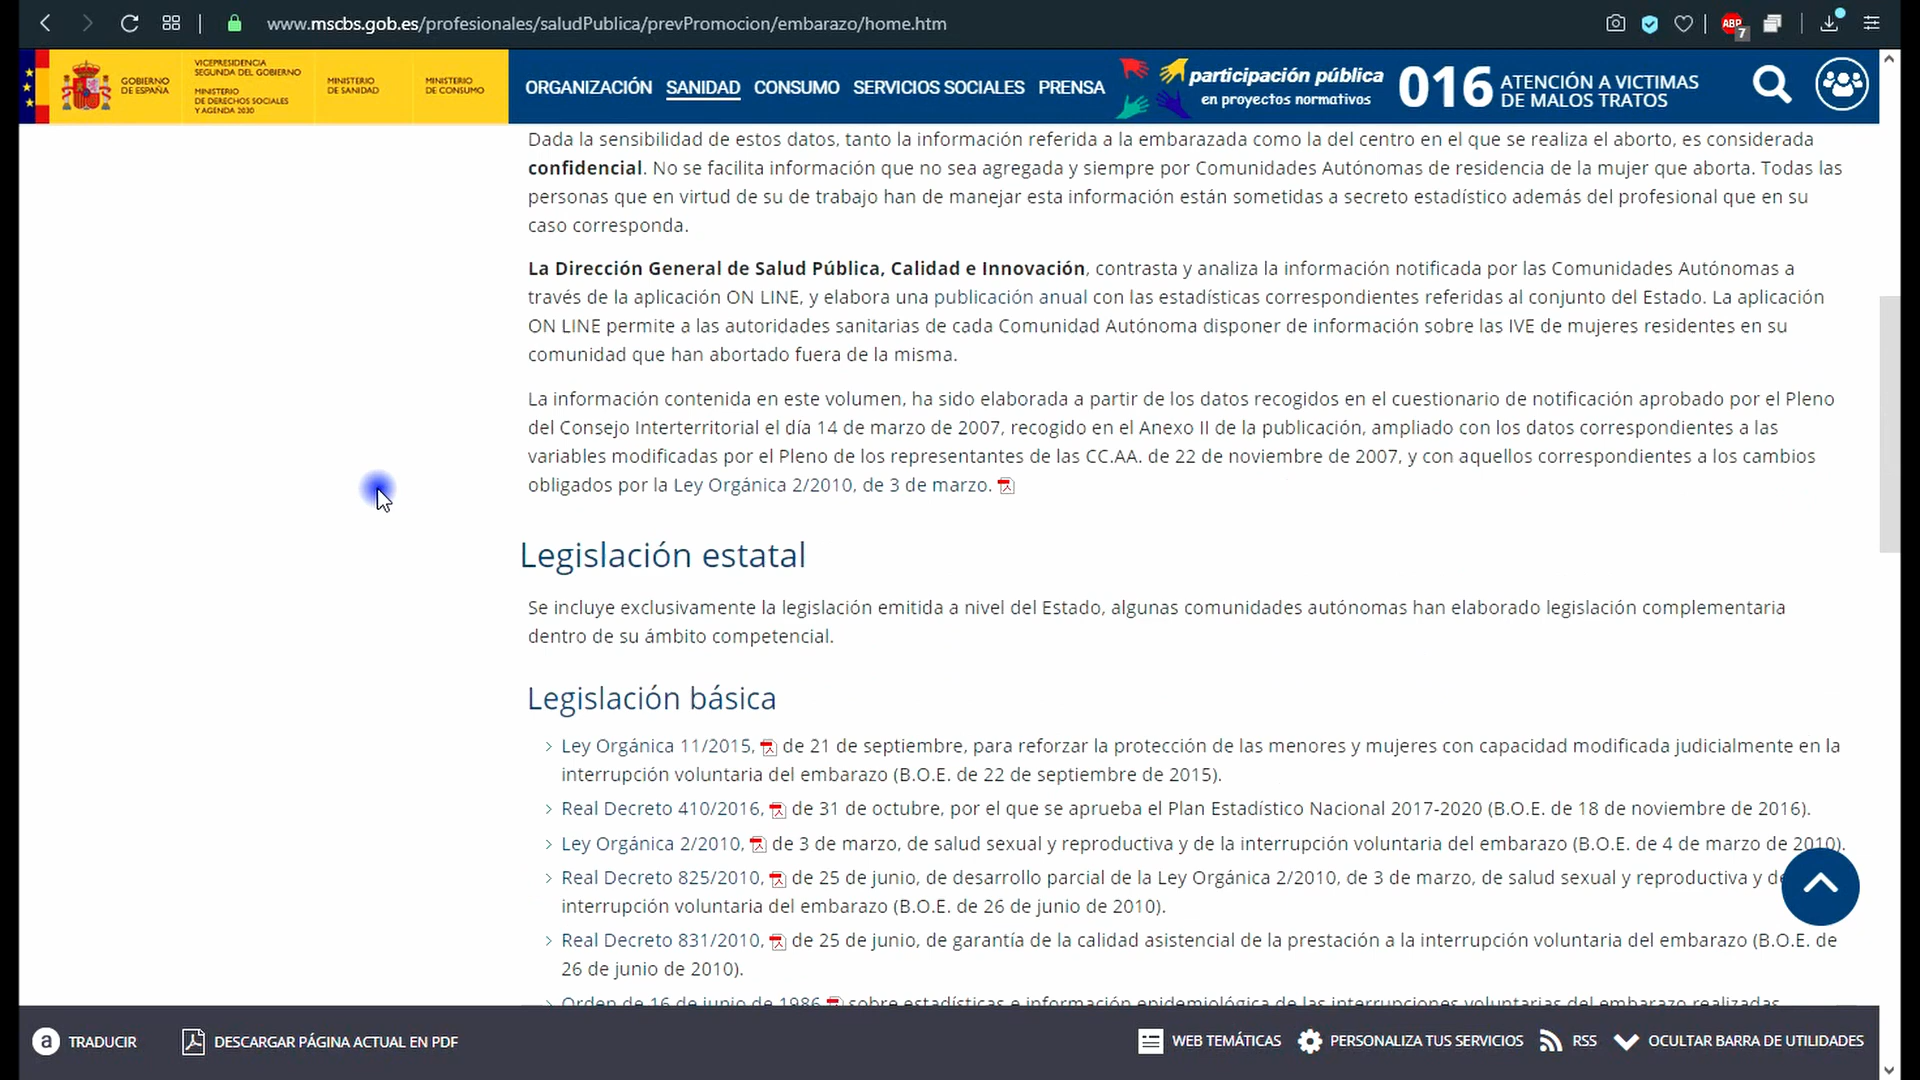 www.mscbs.gob.es/profesionales/saludPublica/prevPromocion/embarazo/home.htm
ABP
7
GOBIERNO
DE ESPAÑA
VICEPRESIDENCIA
SEGUNDA DEL GOBIERNO
MINISTERIO
DE DERECHOS SOCIALES
Y AGENDA 2030
MINISTERIO
DE SANIDAD
MINISTERIO
DE CONSUMO
ORGANIZACIÓN SANIDAD CONSUMO SERVICIOS SOCIALES PRENSA
participación pública
en proyectos normativos
016 ATENCIÓN A VICTIMAS
DE MALOS TRATOS
Dada la sensibilidad de estos datos, tanto la información referida a la embarazada como la del centro en el que se realiza el aborto, es considerada
confidencial. No se facilita información que no sea agregada y siempre por Comunidades Autónomas de residencia de la mujer que aborta. Todas las
personas que en virtud de su de trabajo han de manejar esta información están sometidas a secreto estadístico además del profesional que en su
caso corresponda.
La Dirección General de Salud Pública, Calidad e Innovación, contrasta y analiza la información notificada por las Comunidades Autónomas a
través de la aplicación ON LINE, y elabora una publicación anual con las estadísticas correspondientes referidas al conjunto del Estado. La aplicación
ON LINE permite a las autoridades sanitarias de cada Comunidad Autónoma disponer de información sobre las IVE de mujeres residentes en su
comunidad que han abortado fuera de la misma.
La información contenida en este volumen, ha sido elaborada a partir de los datos recogidos en el cuestionario de notificación aprobado por el Pleno
del Consejo Interterritorial el día 14 de marzo de 2007, recogido en el Anexo II de la publicación, ampliado con los datos correspondientes a las
variables modificadas por el Pleno de los representantes de las CC.AA. de 22 de noviembre de 2007, y con aquellos correspondientes a los cambios
obligados por la Ley Orgánica 2/2010, de 3 de marzo.
Legislación estatal
Se incluye exclusivamente la legislación emitida a nivel del Estado, algunas comunidades autónomas han elaborado legislación complementaria
dentro de su ámbito competencial.
Legislación básica
Ley Orgánica 11/2015, de 21 de septiembre, para reforzar la protección de las menores y mujeres con capacidad modificada judicialmente en la
interrupción voluntaria del embarazo (B.O.E. de 22 de septiembre de 2015).
Real Decreto 410/2016, de 31 de octubre, por el que se aprueba el Plan Estadístico Nacional 2017-2020 (B.O.E. de 18 de noviembre de 2016).
Ley Orgánica 2/2010, de 3 de marzo, de salud sexual y reproductiva y de la interrupción voluntaria del embarazo (B.O.E. de 4 de marzo de 2010).
Real Decreto 825/2010, de 25 de junio, de desarrollo parcial de la Ley Orgánica 2/2010, de 3 de marzo, de salud sexual y reproductiva y de
interrupción voluntaria del embarazo (B.O.E. de 26 de junio de 2010).
Real Decreto 831/2010, de 25 de junio, de garantía de la calidad asistencial de la prestación a la interrupción voluntaria del embarazo (B.O.E. de
26 de junio de 2010).
Orden de 16 de junio de 1986 sobre estadísticas e información epidemiológica de las interrupciones voluntarias del embarazo realizadas
a TRADUCIR
DESCARGAR PÁGINA ACTUAL EN PDF
WEB TEMÁTICAS
PERSONALIZA TUS SERVICIOS
RSS
OCULTAR BARRA DE UTILIDADES